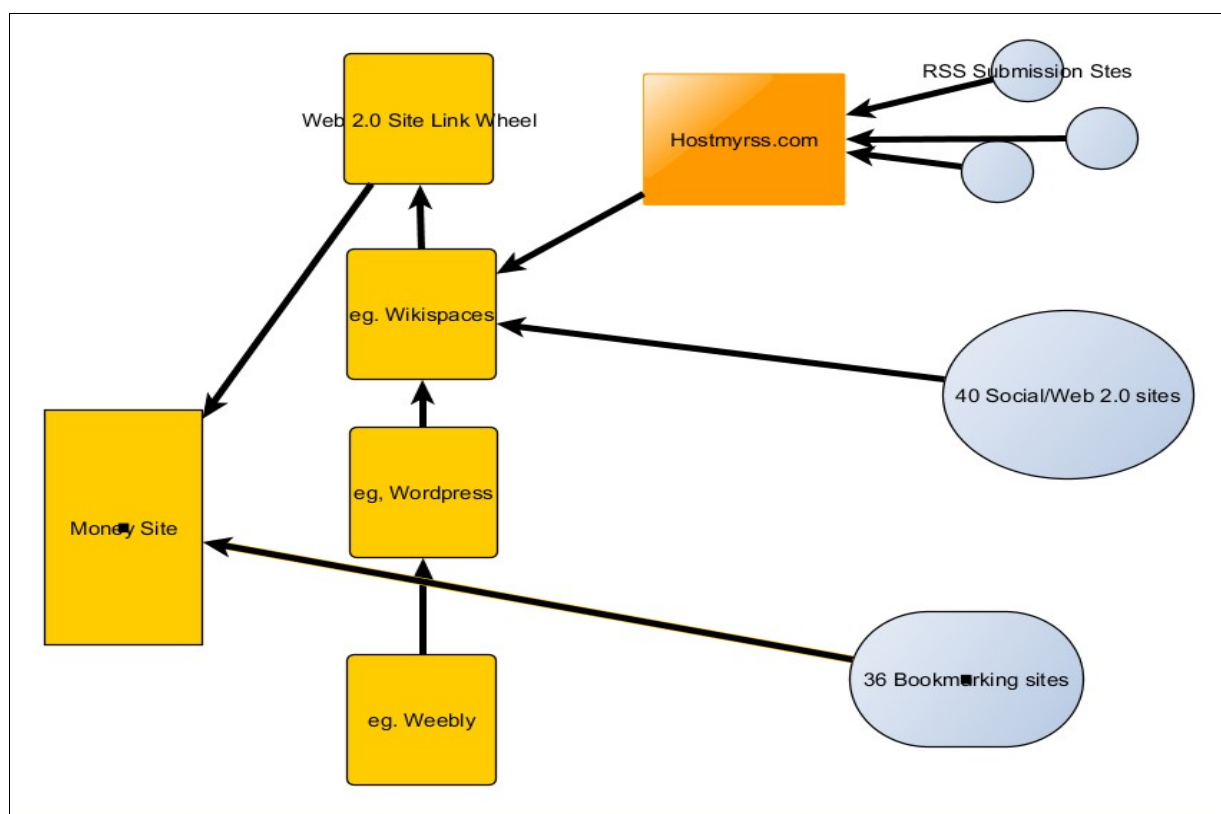 RSS Submission Stes
Web 2.0 Site Link Wheel
Hostmyrss.com
eg. Wikispaces
40 Social/Web 2.0 sites
eg, Wordpress
Money Site
36 Bookmarking sites
eg. Weebly